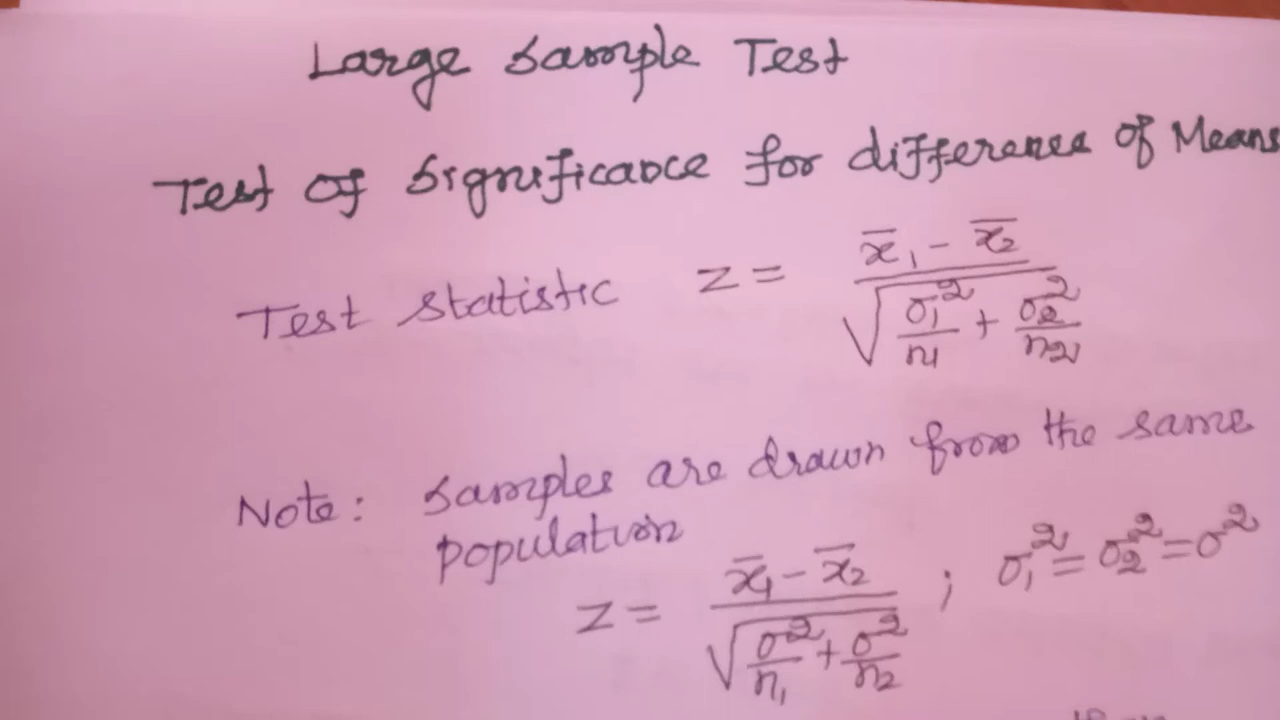 Large Sample Test
Test of Significance for difference of Means
Test Statistic z = (x̄₁ - x̄₂) / √(σ₁²/n₁ + σ₂²/n₂)
Note: Samples are drawn from the same
population
z = (x̄₁ - x̄₂) / √(σ²/n₁ + σ²/n₂) ; σ₁² = σ₂² = σ²